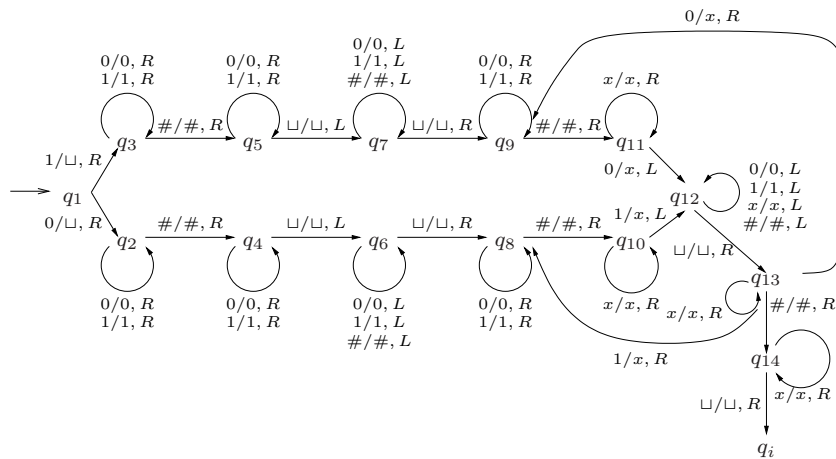 0/x, R
0/0, L
0/0, R 0/0, R 1/1, L 0/0, R
1/1, R 1/1, R #/#, L 1/1, R x/x, R
q3 #/#, R q5 ⊔/⊔, L q7 ⊔/⊔, R q9 #/#, R q11
1/⊔, R 0/x, L
0/0, L
q1 q12 1/1, L
x/x, L
0/⊔, R 1/x, L #/#, L
q2 #/#, R q4 ⊔/⊔, L q6 ⊔/⊔, R q8 #/#, R q10
⊔/⊔, R
q13
0/0, R 0/0, R 0/0, L 0/0, R x/x, R
1/1, R 1/1, R 1/1, L 1/1, R x/x, R #/#, R
#/#, L
1/x, R q14
x/x, R
⊔/⊔, R
qi